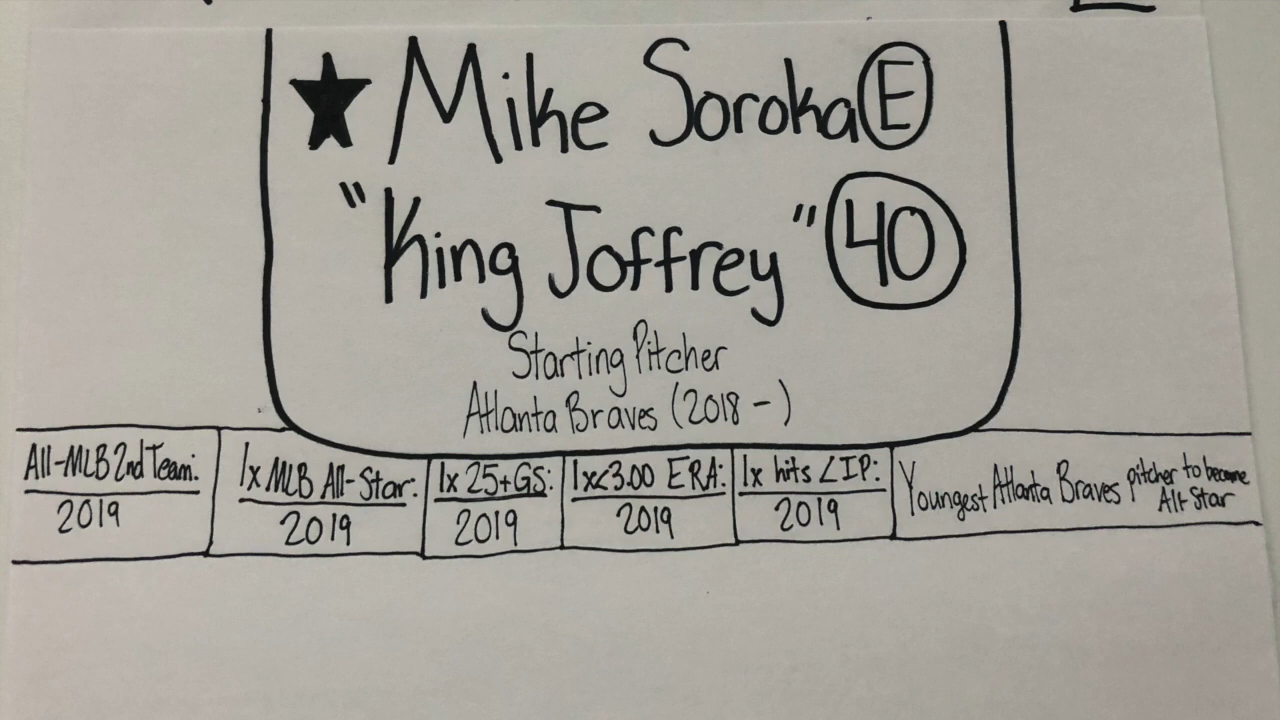 ★ Mike Soroka E
"King Joffrey" 40
Starting Pitcher
Atlanta Braves (2018 - )
All-MLB 2nd Team:
2019
1x MLB All-Star:
2019
1x 25+GS:
2019
1x<3.00 ERA:
2019
1x hits < IP:
2019
Youngest Atlanta Braves pitcher to become
All-Star